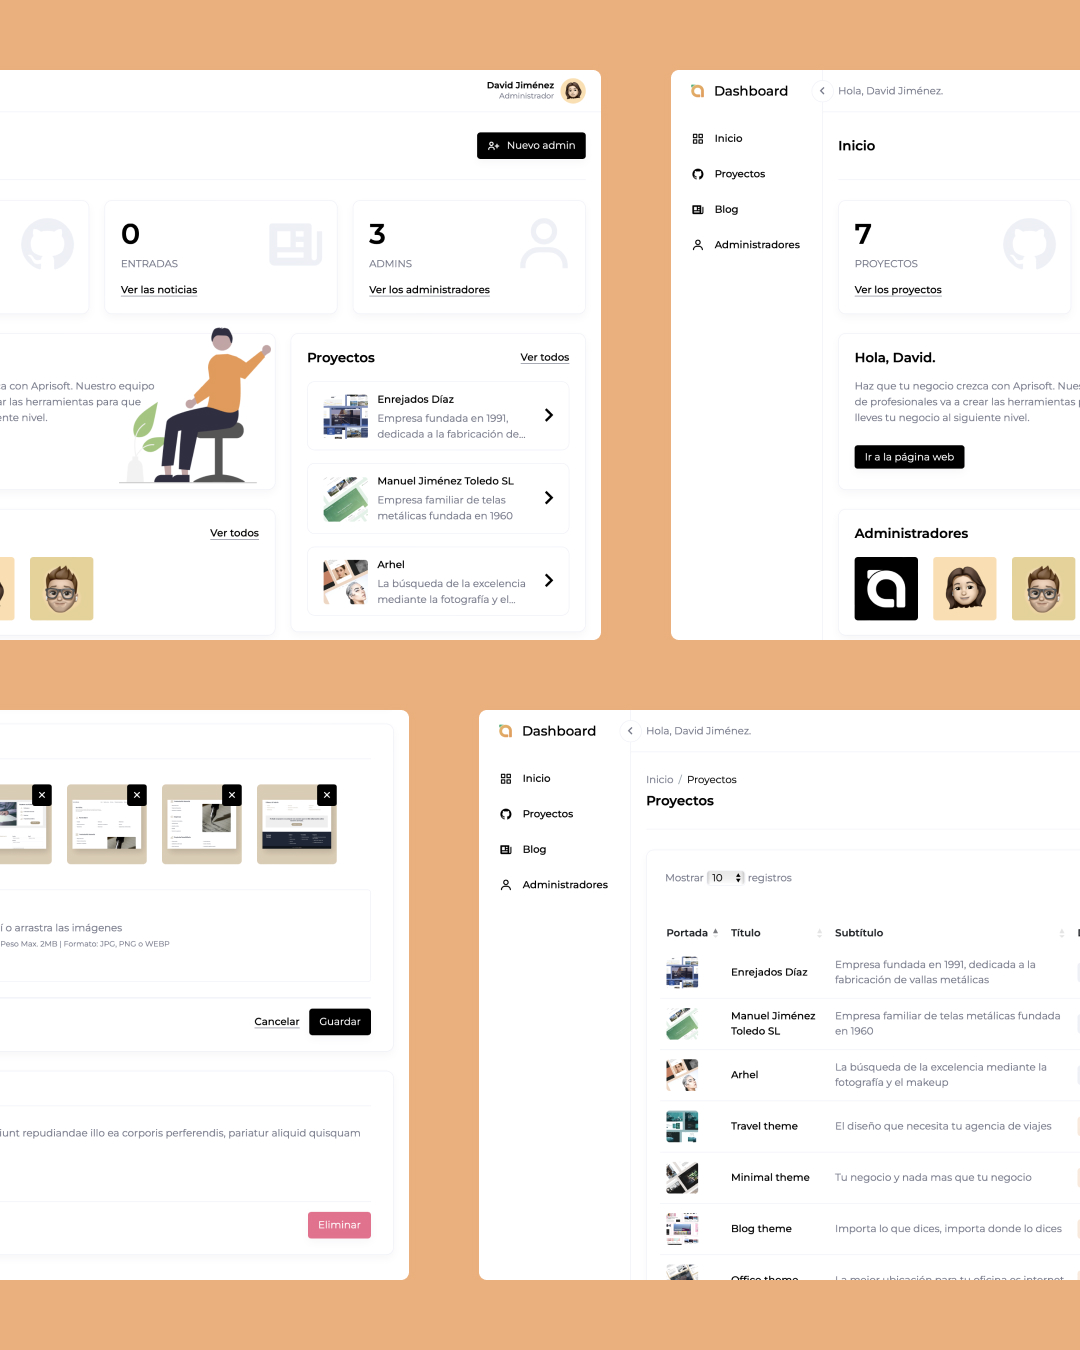 David Jiménez
Administrador
Nuevo admin
0
ENTRADAS
Ver las noticias
3
ADMINS
Ver los administradores
a con Aprisoft. Nuestro equipo
ar las herramientas para que
ente nivel.
Ver todos
Proyectos
Ver todos
Enrejados Díaz
Empresa fundada en 1991,
dedicada a la fabricación de...
Manuel Jiménez Toledo SL
Empresa familiar de telas
metálicas fundada en 1960
Arhel
La búsqueda de la excelencia
mediante la fotografía y el...
Dashboard
Hola, David Jiménez.
Inicio
Proyectos
Blog
Administradores
Inicio
7
PROYECTOS
Ver los proyectos
Hola, David.
Haz que tu negocio crezca con Aprisoft. Nues
de profesionales va a crear las herramientas p
lleves tu negocio al siguiente nivel.
Ir a la página web
Administradores
í o arrastra las imágenes
Peso Max. 2MB | Formato: JPG, PNG o WEBP
Cancelar
Guardar
iunt repudiandae illo ea corporis perferendis, pariatur aliquid quisquam
Eliminar
Dashboard
Hola, David Jiménez.
Inicio
Proyectos
Blog
Administradores
Inicio / Proyectos
Proyectos
Mostrar 10 registros
Portada Título Subtítulo
Enrejados Díaz
Empresa fundada en 1991, dedicada a la
fabricación de vallas metálicas
Manuel Jiménez
Toledo SL
Empresa familiar de telas metálicas fundada
en 1960
Arhel
La búsqueda de la excelencia mediante la
fotografía y el makeup
Travel theme
El diseño que necesita tu agencia de viajes
Minimal theme
Tu negocio y nada mas que tu negocio
Blog theme
Importa lo que dices, importa donde lo dices
Office theme
La mejor ubicación para tu oficina es internet